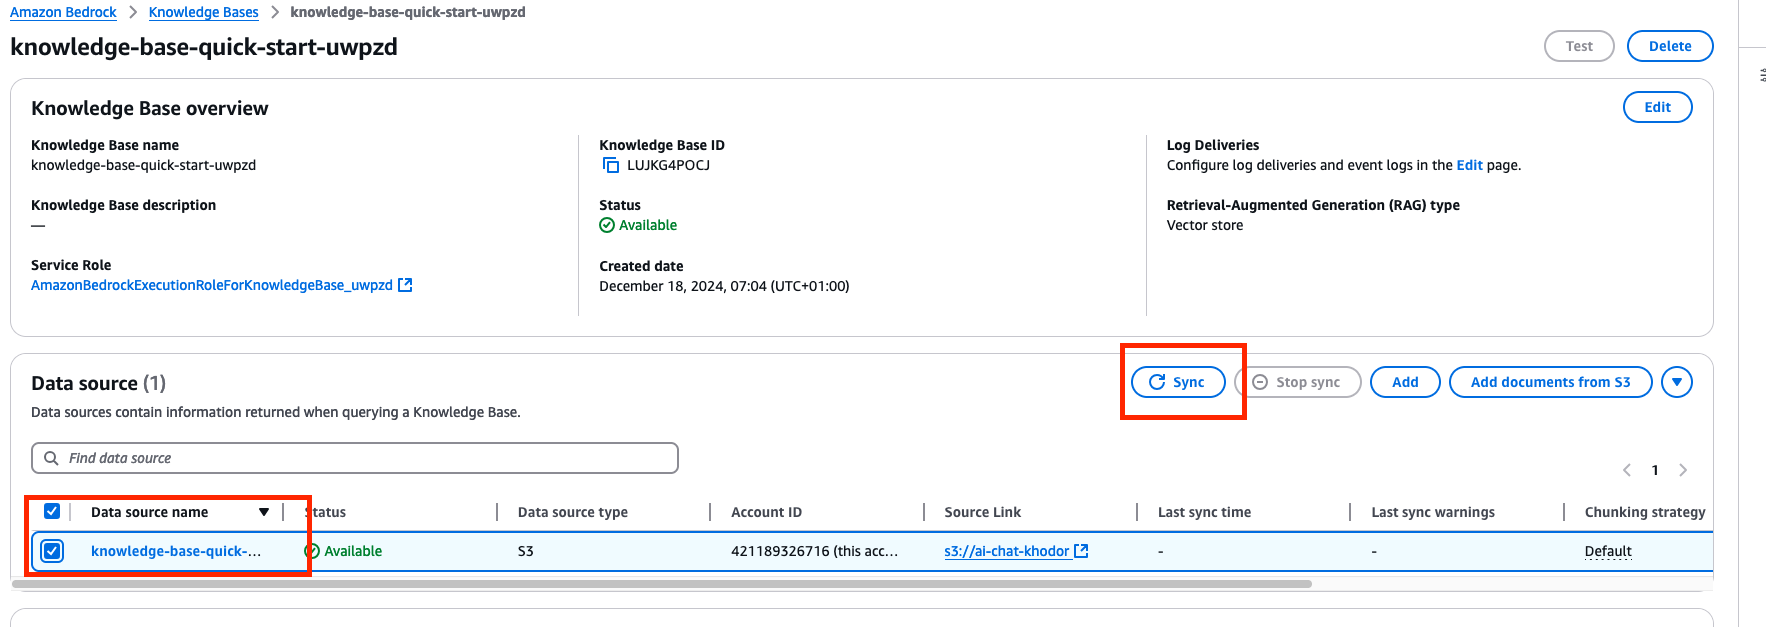 Amazon Bedrock > Knowledge Bases > knowledge-base-quick-start-uwpzd
knowledge-base-quick-start-uwpzd
Test
Delete
Knowledge Base overview
Edit
Knowledge Base name
knowledge-base-quick-start-uwpzd
Knowledge Base description
—
Service Role
AmazonBedrockExecutionRoleForKnowledgeBase_uwpzd
Knowledge Base ID
LUJKG4POCJ
Status
Available
Created date
December 18, 2024, 07:04 (UTC+01:00)
Log Deliveries
Configure log deliveries and event logs in the Edit page.
Retrieval-Augmented Generation (RAG) type
Vector store
Data source (1)
Sync
Stop sync
Add
Add documents from S3
Data sources contain information returned when querying a Knowledge Base.
Find data source
1
Data source name
tatus
Data source type
Account ID
Source Link
Last sync time
Last sync warnings
Chunking strategy
knowledge-base-quick-...
Available
S3
421189326716 (this acc...
s3://ai-chat-khodor
-
-
Default